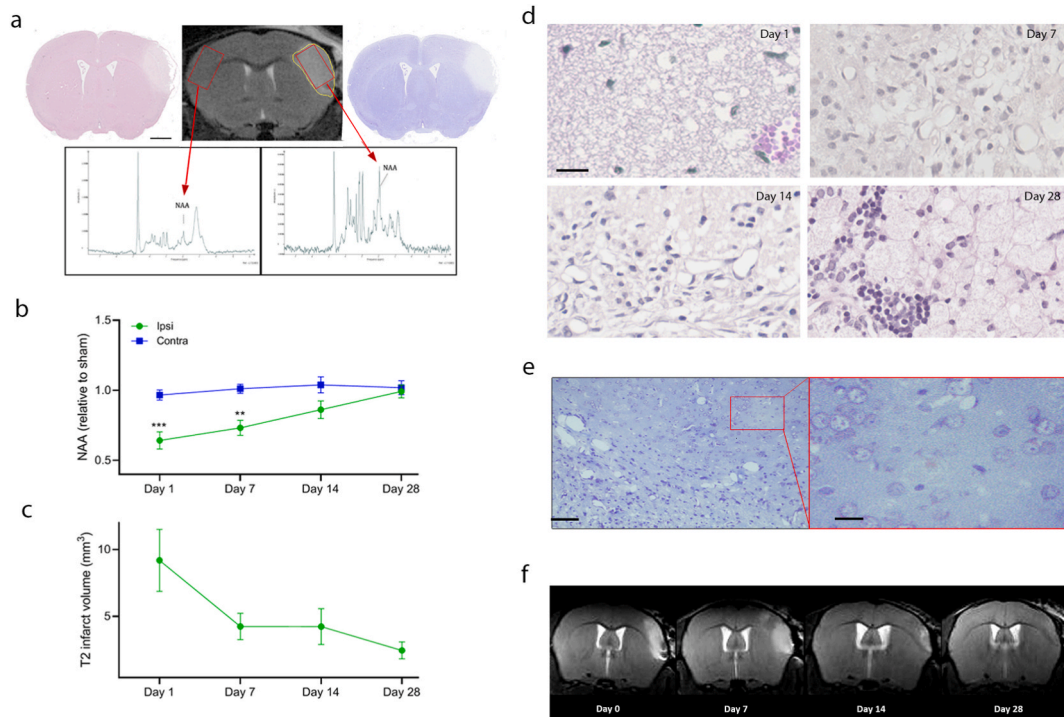 a
NAA
NAA
b
Ipsi
Contra
NAA (relative to sham)
1.5
1.0
0.5
***
**
Day 1
Day 7
Day 14
Day 28
c
T2 infarct volume (mm³)
10
5
Day 1
Day 7
Day 14
Day 28
d
Day 1
Day 7
Day 14
Day 28
e
f
Day 0
Day 7
Day 14
Day 28